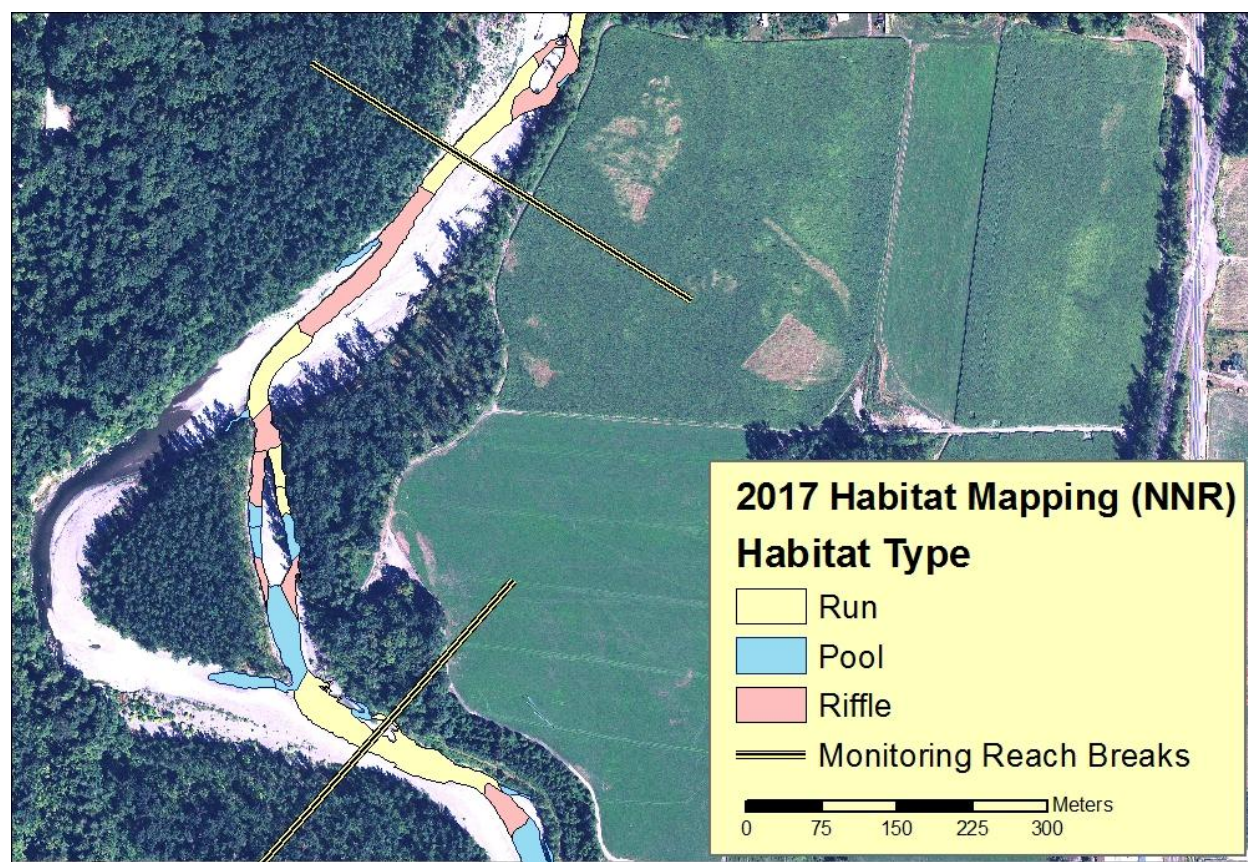 2017 Habitat Mapping (NNR)
Habitat Type
Run
Pool
Riffle
Monitoring Reach Breaks
Meters
0 75 150 225 300